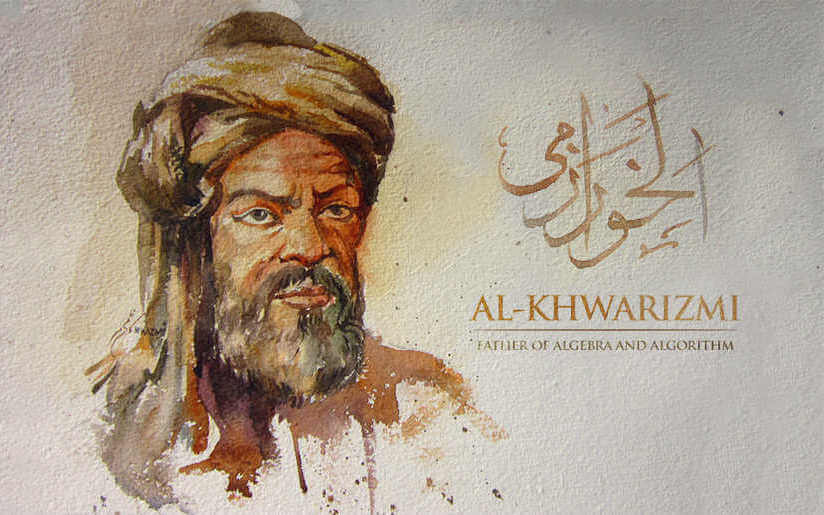 الخوارزمي
AL-KHWARIZMI
FATHER OF ALGEBRA AND ALGORITHM